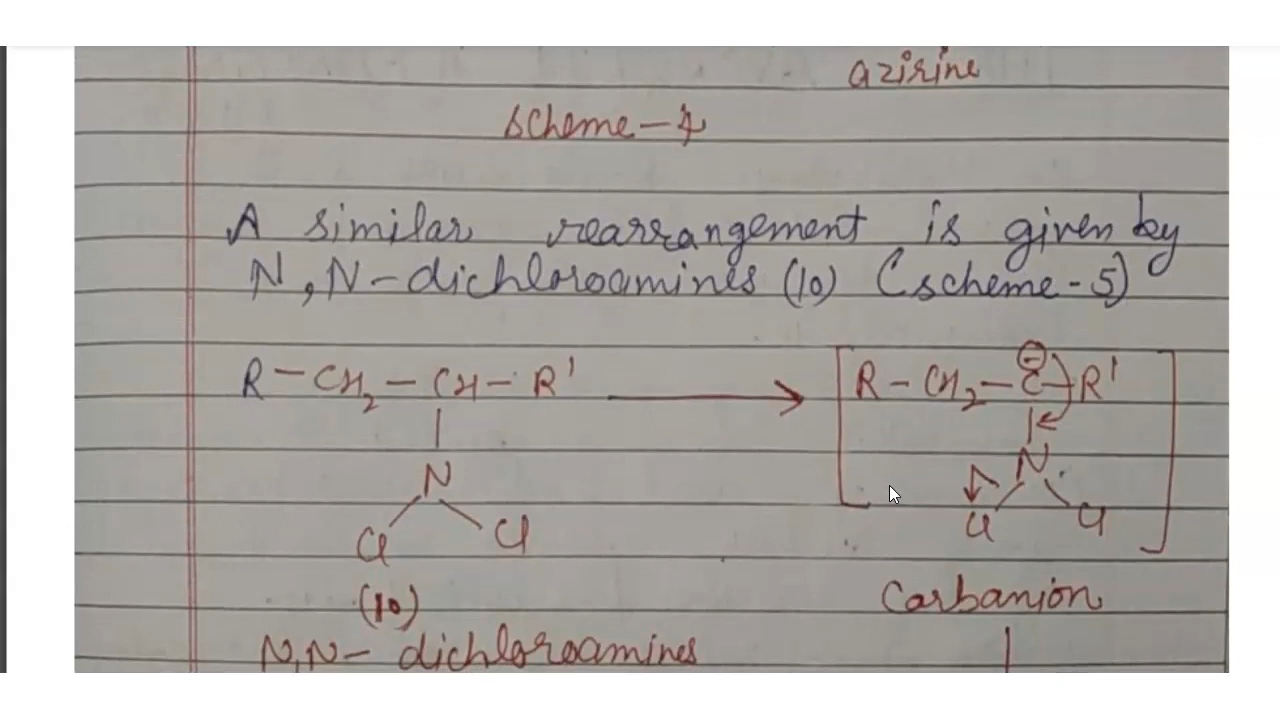 azirine
scheme-4
A similar rearrangement is given by
N,N-dichloroamines (10) (scheme-5)
R-CH₂-CH-R' → [R-CH₂-C⊖-R'
N N
Cl Cl Cl Cl]
(10) Carbanion
N,N- dichloroamines